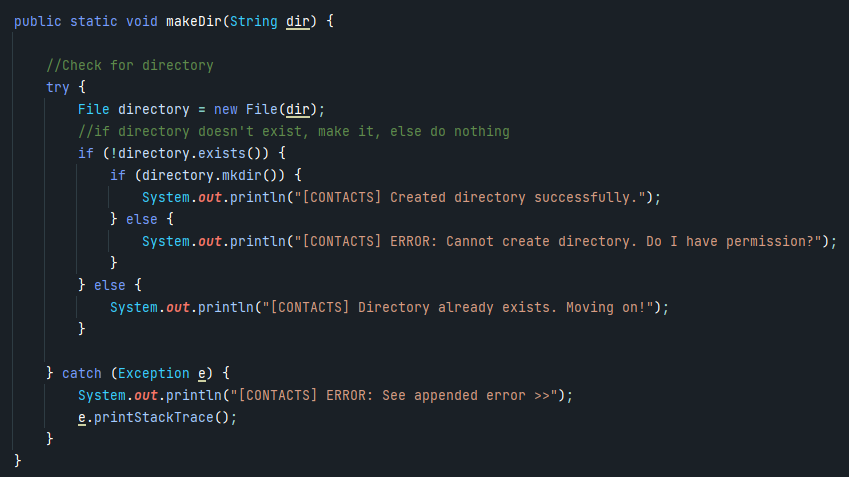 public static void makeDir(String dir) {
//Check for directory
try {
File directory = new File(dir);
//if directory doesn't exist, make it, else do nothing
if (!directory.exists()) {
if (directory.mkdir()) {
System.out.println("[CONTACTS] Created directory successfully.");
} else {
System.out.println("[CONTACTS] ERROR: Cannot create directory. Do I have permission?");
}
} else {
System.out.println("[CONTACTS] Directory already exists. Moving on!");
}
} catch (Exception e) {
System.out.println("[CONTACTS] ERROR: See appended error >>");
e.printStackTrace();
}
}